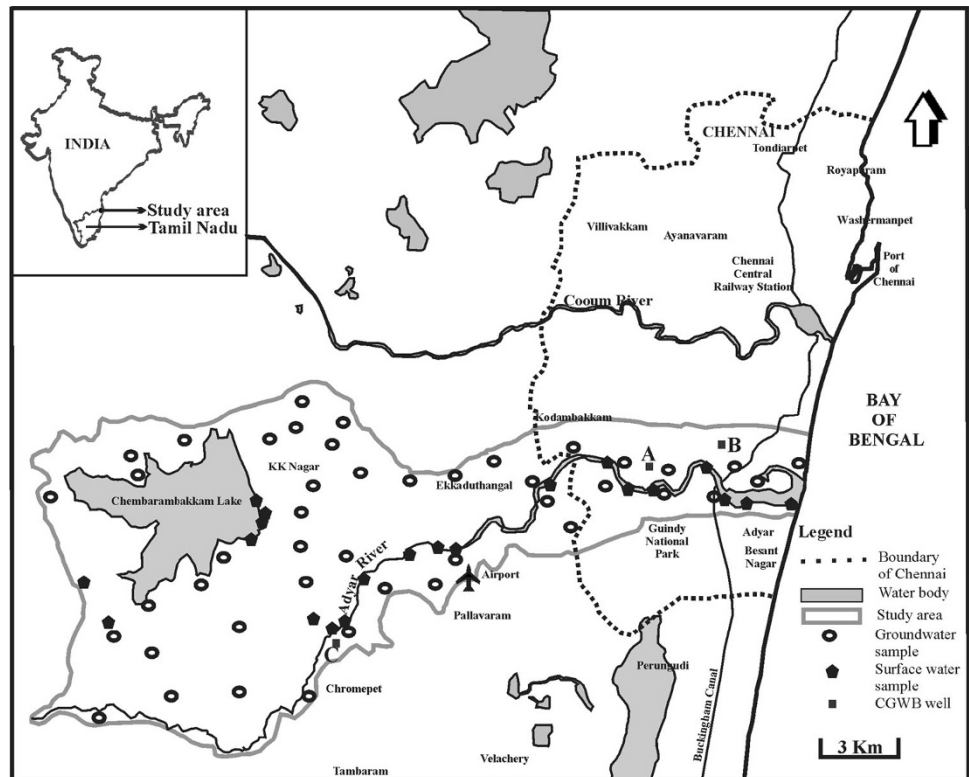 INDIA
Study area
Tamil Nadu
CHENNAI
Tondiarpet
Royapuram
Villivakkam
Ayanavaram
Washermanpet
Chennai
Central
Railway Station
Port
of
Chennai
Cooum River
BAY
OF
BENGAL
Kodambakkam
A
B
KK Nagar
Ekkaduthangal
Chembarambakkam Lake
Guindy
National
Park
Adyar
Besant
Nagar
Adyar River
Airport
Pallavaram
C
Chromepet
Perungudi
Buckingham Canal
Velachery
Tambaram
Legend
Boundary
of Chennai
Water body
Study area
Groundwater
sample
Surface water
sample
CGWB well
3 Km